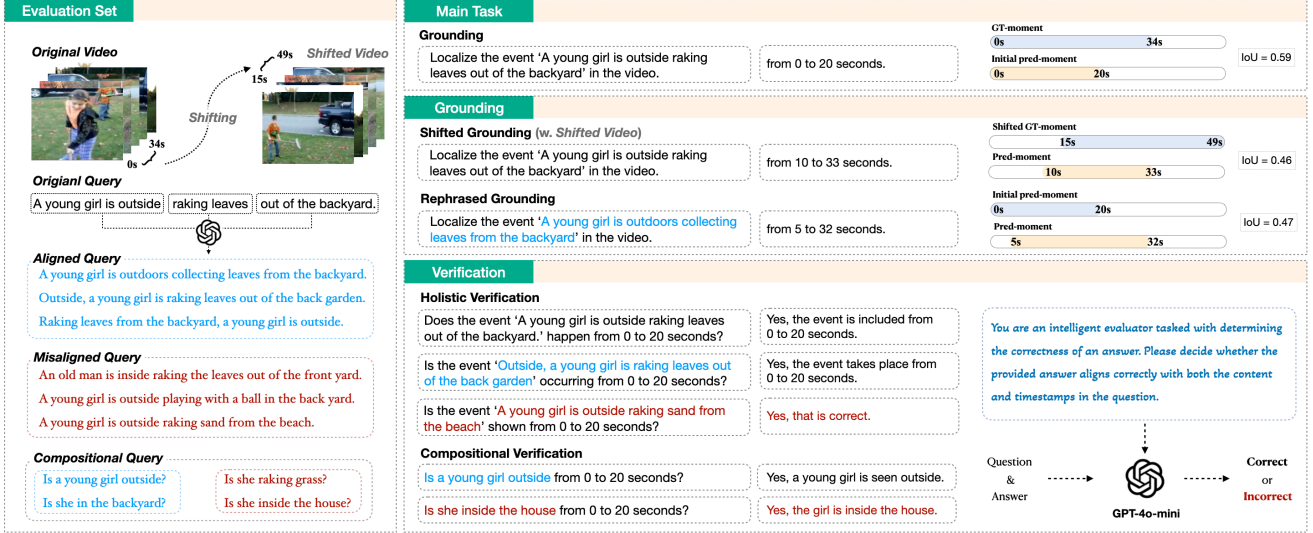 Evaluation Set
Original Video
Shifted Video
49s
15s
Shifting
34s
0s
Origianl Query
A young girl is outside
raking leaves
out of the backyard.
Aligned Query
A young girl is outdoors collecting leaves from the backyard.
Outside, a young girl is raking leaves out of the back garden.
Raking leaves from the backyard, a young girl is outside.
Misaligned Query
An old man is inside raking the leaves out of the front yard.
A young girl is outside playing with a ball in the back yard.
A young girl is outside raking sand from the beach.
Compositional Query
Is a young girl outside?
Is she in the backyard?
Is she raking grass?
Is she inside the house?
Main Task
Grounding
Localize the event ‘A young girl is outside raking
leaves out of the backyard’ in the video.
from 0 to 20 seconds.
GT-moment
0s
34s
Initial pred-moment
0s
20s
IoU = 0.59
Grounding
Shifted Grounding (w. Shifted Video)
Localize the event ‘A young girl is outside raking
leaves out of the backyard’ in the video.
from 10 to 33 seconds.
Shifted GT-moment
15s
49s
Pred-moment
10s
33s
IoU = 0.46
Rephrased Grounding
Localize the event ‘A young girl is outdoors collecting
leaves from the backyard’ in the video.
from 5 to 32 seconds.
Initial pred-moment
0s
20s
Pred-moment
5s
32s
IoU = 0.47
Verification
Holistic Verification
Does the event ‘A young girl is outside raking leaves
out of the backyard.’ happen from 0 to 20 seconds?
Yes, the event is included from
0 to 20 seconds.
Is the event ‘Outside, a young girl is raking leaves out
of the back garden’ occurring from 0 to 20 seconds?
Yes, the event takes place from
0 to 20 seconds.
Is the event ‘A young girl is outside raking sand from
the beach’ shown from 0 to 20 seconds?
Yes, that is correct.
Compositional Verification
Is a young girl outside from 0 to 20 seconds?
Yes, a young girl is seen outside.
Is she inside the house from 0 to 20 seconds?
Yes, the girl is inside the house.
You are an intelligent evaluator tasked with determining
the correctness of an answer. Please decide whether the
provided answer aligns correctly with both the content
and timestamps in the question.
Question
&
Answer
GPT-4o-mini
Correct
or
Incorrect